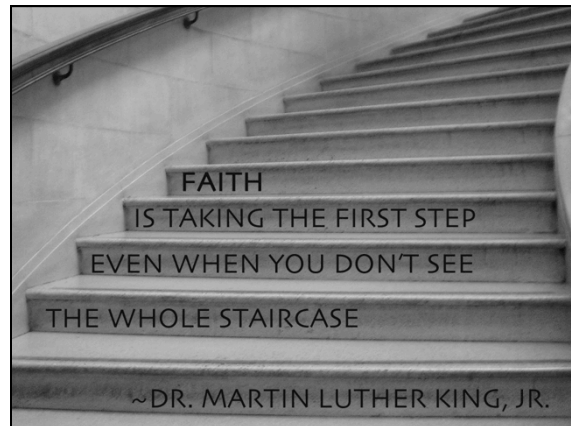 FAITH
IS TAKING THE FIRST STEP
EVEN WHEN YOU DON'T SEE
THE WHOLE STAIRCASE
~DR. MARTIN LUTHER KING, JR.